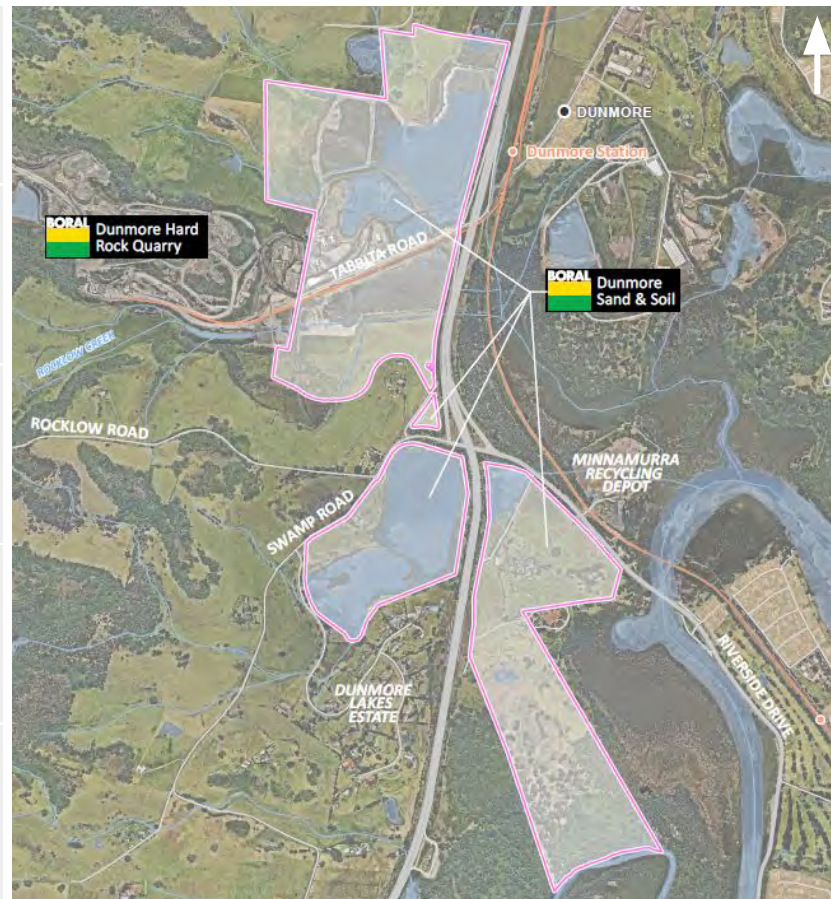 DUNMORE
Dunmore Station
BORAL
Dunmore Hard
Rock Quarry
TABBITA ROAD
BORAL
Dunmore
Sand & Soil
ROCKLOW CREEK
ROCKLOW ROAD
MINNAMURRA
RECYCLING
DEPOT
SWAMP ROAD
DUNMORE
LAKES
ESTATE
RIVERSIDE DRIVE